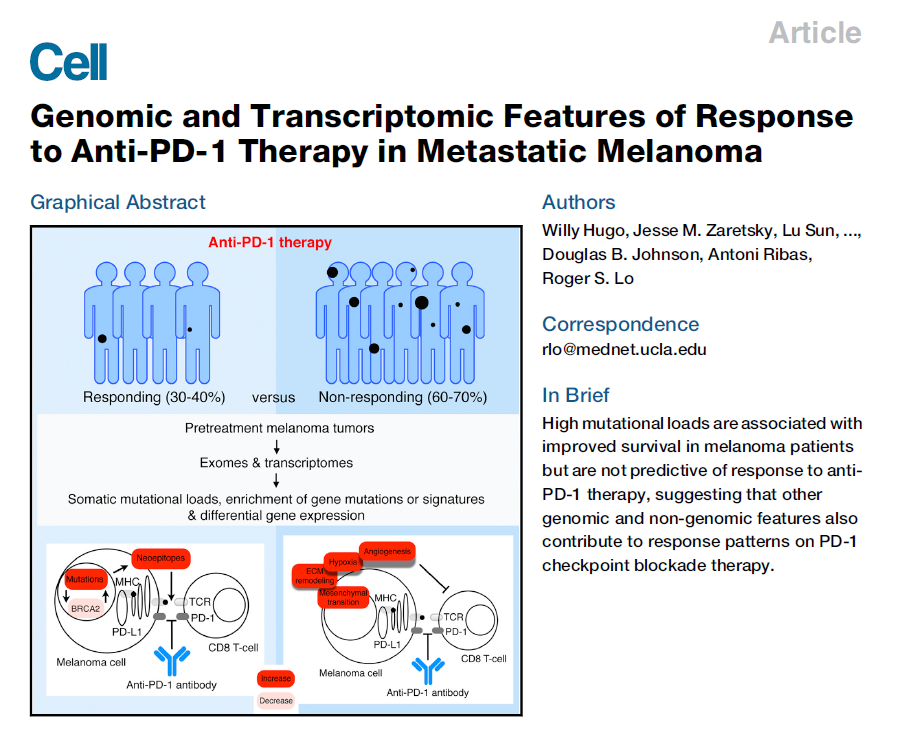 Article
Cell
Genomic and Transcriptomic Features of Response
to Anti-PD-1 Therapy in Metastatic Melanoma
Graphical Abstract
Anti-PD-1 therapy
Responding (30-40%) versus Non-responding (60-70%)
Pretreatment melanoma tumors
Exomes & transcriptomes
Somatic mutational loads, enrichment of gene mutations or signatures
& differential gene expression
Neoepitopes
Mutations
MHC
BRCA2
TCR
PD-1
PD-L1
CD8 T-cell
Melanoma cell
Anti-PD-1 antibody
Angiogenesis
Hypoxia
ECM
remodeling
Mesenchymal
transition
MHC
TCR
PD-1
PD-L1
CD8 T-cell
Melanoma cell
Anti-PD-1 antibody
Increase
Decrease
Authors
Willy Hugo, Jesse M. Zaretsky, Lu Sun, ...,
Douglas B. Johnson, Antoni Ribas,
Roger S. Lo
Correspondence
rlo@mednet.ucla.edu
In Brief
High mutational loads are associated with
improved survival in melanoma patients
but are not predictive of response to anti-
PD-1 therapy, suggesting that other
genomic and non-genomic features also
contribute to response patterns on PD-1
checkpoint blockade therapy.